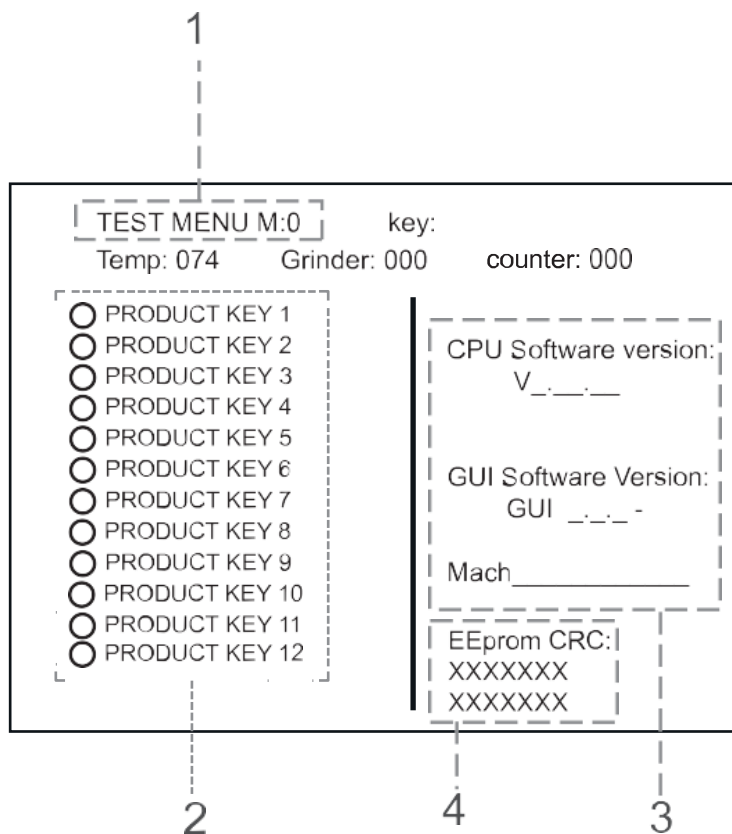 1
TEST MENU M:0 key:
Temp: 074 Grinder: 000 counter: 000
PRODUCT KEY 1
PRODUCT KEY 2
PRODUCT KEY 3
PRODUCT KEY 4
PRODUCT KEY 5
PRODUCT KEY 6
PRODUCT KEY 7
PRODUCT KEY 8
PRODUCT KEY 9
PRODUCT KEY 10
PRODUCT KEY 11
PRODUCT KEY 12
CPU Software version:
V_.__.__
GUI Software Version:
GUI _._._ -
Mach____________
EEprom CRC:
XXXXXXX
XXXXXXX
2 4 3